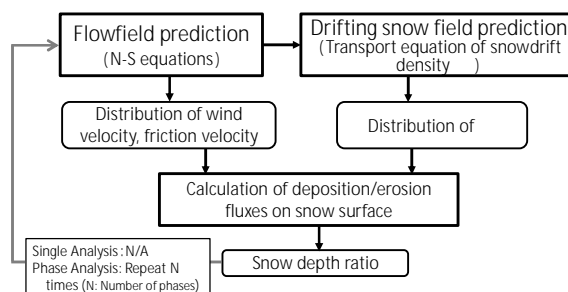 Flowfield prediction
(N-S equations)
Drifting snow field prediction
(Transport equation of snowdrift
density )
Distribution of wind
velocity, friction velocity
Distribution of
Calculation of deposition/erosion
fluxes on snow surface
Single Analysis : N/A
Phase Analysis: Repeat N
times (N: Number of phases)
Snow depth ratio